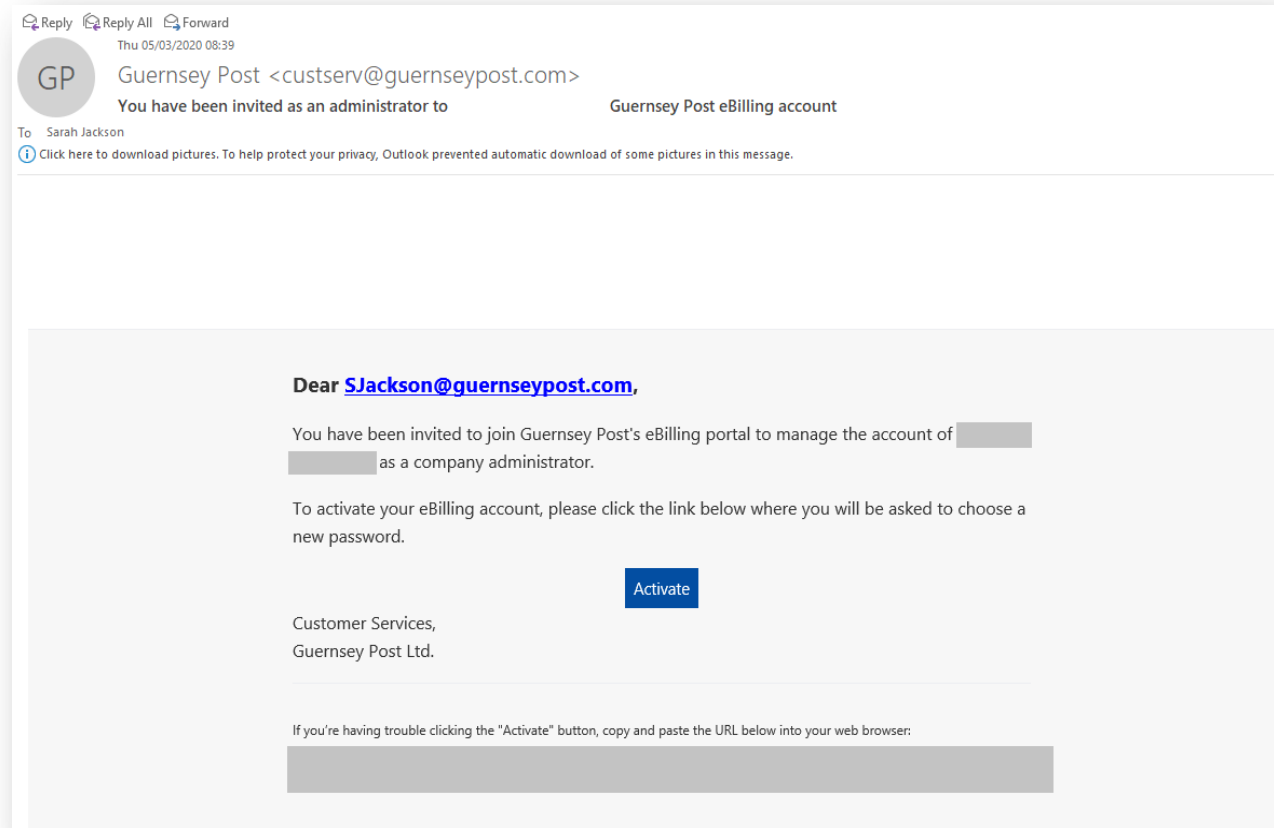 Reply Reply All Forward
Thu 05/03/2020 08:39
GP
Guernsey Post <custserv@guernseypost.com>
You have been invited as an administrator to Guernsey Post eBilling account
To Sarah Jackson
Click here to download pictures. To help protect your privacy, Outlook prevented automatic download of some pictures in this message.
Dear SJackson@guernseypost.com,
You have been invited to join Guernsey Post's eBilling portal to manage the account of
as a company administrator.
To activate your eBilling account, please click the link below where you will be asked to choose a
new password.
Activate
Customer Services,
Guernsey Post Ltd.
If you're having trouble clicking the "Activate" button, copy and paste the URL below into your web browser: